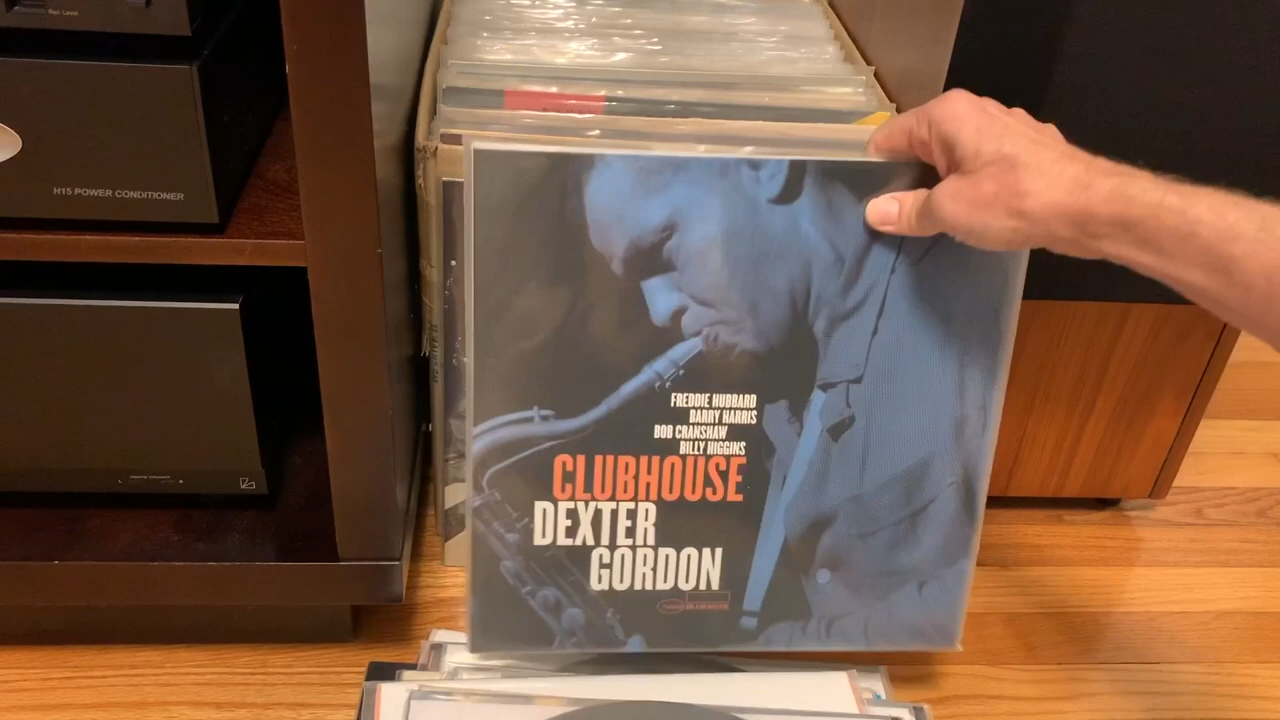 H15 POWER CONDITIONER
FREDDIE HUBBARD
BARRY HARRIS
BOB CRANSHAW
BILLY HIGGINS
CLUBHOUSE
DEXTER
GORDON